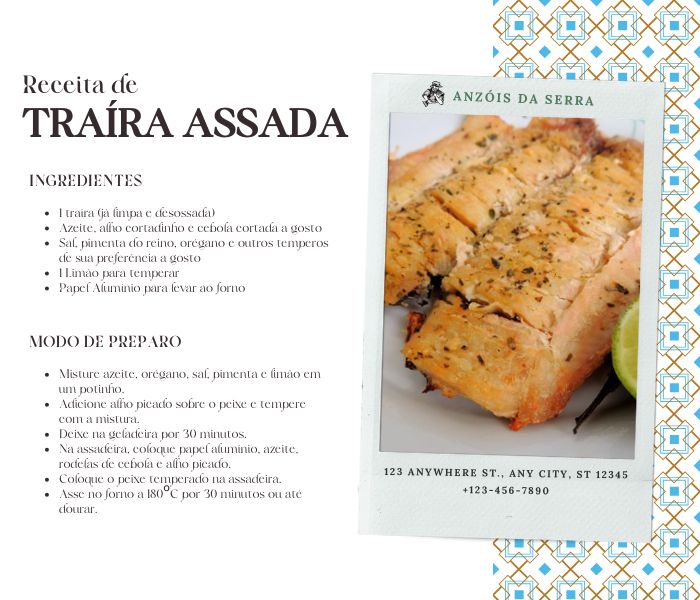 Receita de
TRAÍRA ASSADA
INGREDIENTES
• 1 traíra (já limpa e desossada)
• Azeite, alho cortadinho e cebola cortada a gosto
• Sal, pimenta do reino, orégano e outros temperos
de sua preferência a gosto
• 1 Limão para temperar
• Papel Alumínio para levar ao forno
MODO DE PREPARO
• Misture azeite, orégano, sal, pimenta e limão em
um potinho.
• Adicione alho picado sobre o peixe e tempere
com a mistura.
• Deixe na geladeira por 30 minutos.
• Na assadeira, coloque papel alumínio, azeite,
rodelas de cebola e alho picado.
• Coloque o peixe temperado na assadeira.
• Asse no forno a 180°C por 30 minutos ou até
dourar.
ANZÓIS DA SERRA
123 ANYWHERE ST., ANY CITY, ST 12345
+123-456-7890